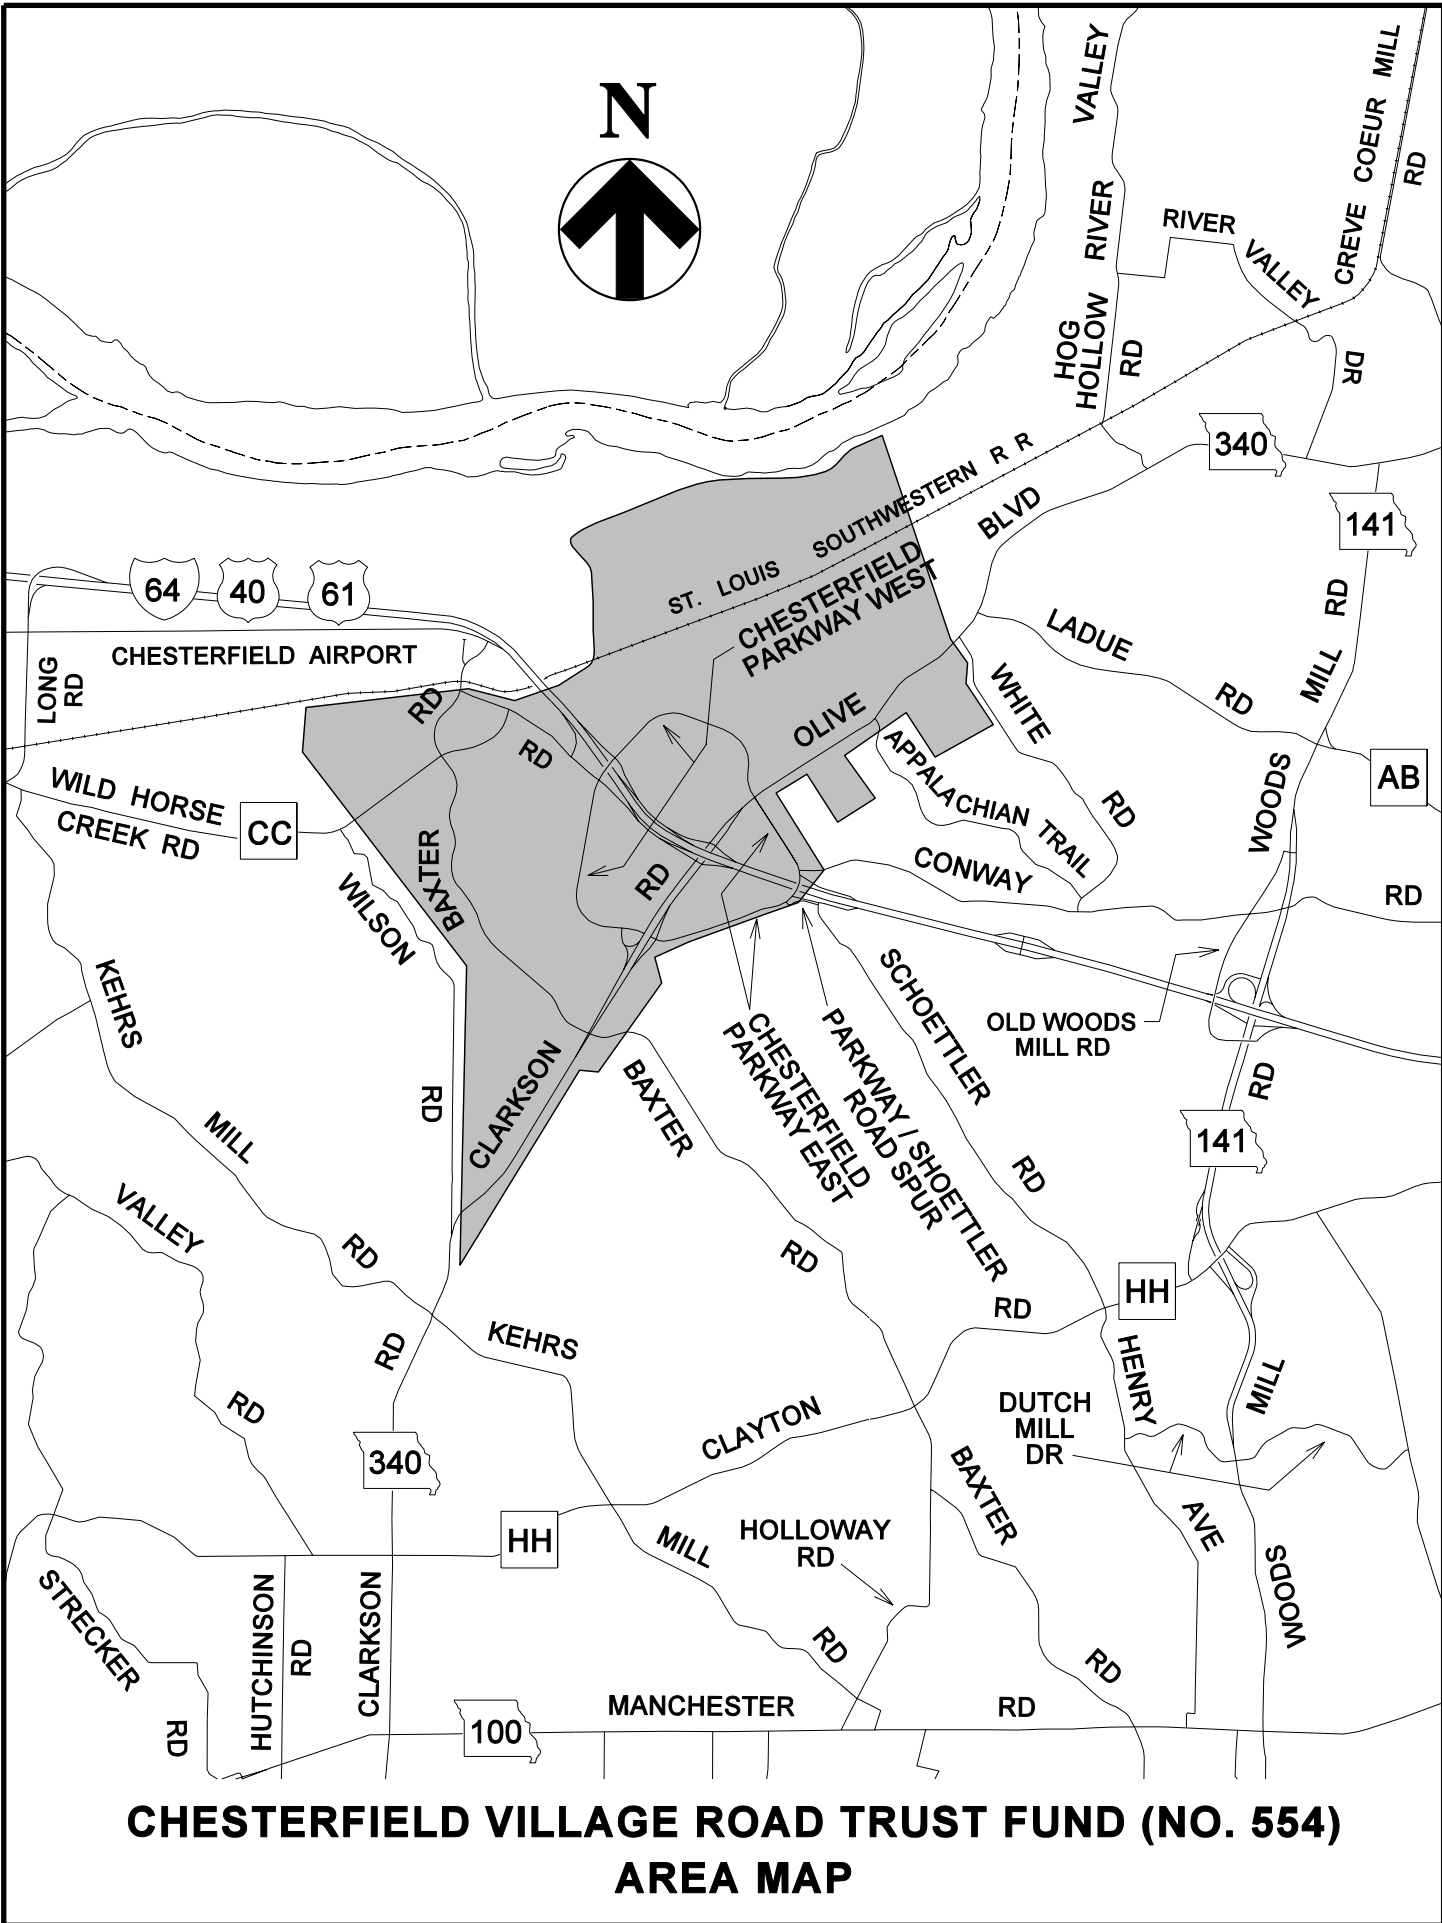 N
VALLEY
RIVER
HOG
HOLLOW
RD
CREVE COEUR MILL
RD
RIVER
VALLEY
DR
340
141
ST. LOUIS SOUTHWESTERN R R
BLVD
CHESTERFIELD
PARKWAY WEST
64
40
61
CHESTERFIELD AIRPORT
RD
LONG
RD
RD
WILD HORSE
CREEK RD
CC
OLIVE
LADUE
RD
MILL RD
WOODS
AB
WHITE
RD
APPALACHIAN TRAIL
CONWAY
RD
BAXTER
BAXTER
RD
WILSON
RD
KEHRS
MILL
RD
SCHOETTLER
RD
OLD WOODS
MILL RD
RD
141
CHESTERFIELD
PARKWAY EAST
PARKWAY / SHOETTLER
ROAD SPUR
CLARKSON
RD
BAXTER
RD
VALLEY
RD
KEHRS
MILL
RD
HH
RD
CLAYTON
HENRY
AVE
DUTCH
MILL
DR
MILL
WOODS
340
HH
BAXTER
RD
HOLLOWAY
RD
STRECKER
RD
HUTCHINSON
RD
CLARKSON
100
MANCHESTER
RD
CHESTERFIELD VILLAGE ROAD TRUST FUND (NO. 554)
AREA MAP